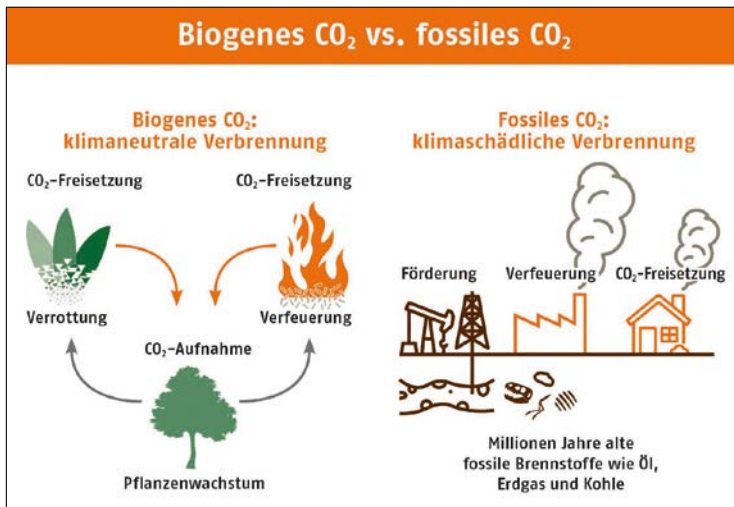 Biogenes CO₂ vs. fossiles CO₂
Biogenes CO₂:
klimaneutrale Verbrennung
CO₂-Freisetzung
CO₂-Freisetzung
Verrottung
Verfeuerung
CO₂-Aufnahme
Pflanzenwachstum
Fossiles CO₂:
klimaschädliche Verbrennung
Förderung
Verfeuerung
CO₂-Freisetzung
Millionen Jahre alte
fossile Brennstoffe wie Öl,
Erdgas und Kohle